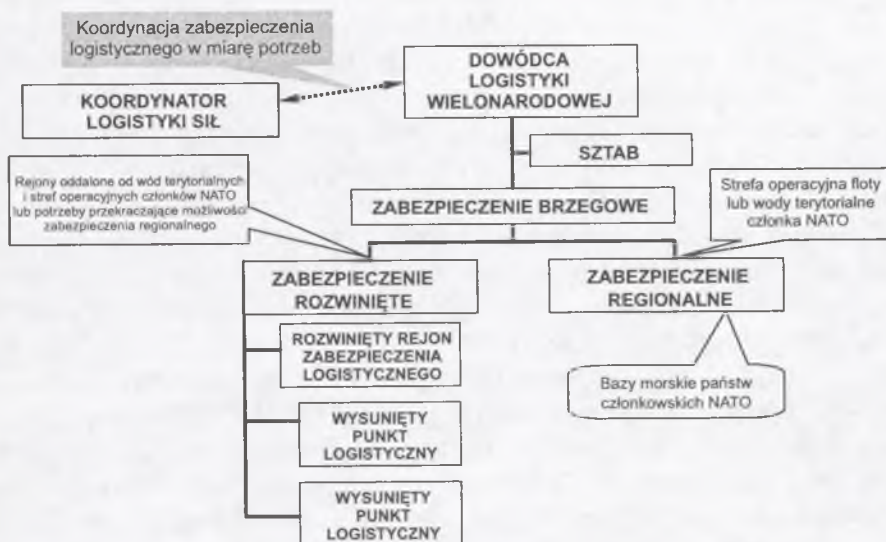 Koordynacja zabezpieczenia
logistycznego w miarę potrzeb
DOWÓDCA
LOGISTYKI
WIELONARODOWEJ
KOORDYNATOR
LOGISTYKI SIŁ
SZTAB
Rejony oddalone od wód terytorialnych
i stref operacyjnych członków NATO
lub potrzeby przekraczające możliwości
zabezpieczenia regionalnego
Strefa operacyjna floty
lub wody terytorialne
członka NATO
ZABEZPIECZENIE BRZEGOWE
ZABEZPIECZENIE
ROZWINIĘTE
ZABEZPIECZENIE
REGIONALNE
ROZWINIĘTY REJON
ZABEZPIECZENIA
LOGISTYCZNEGO
Bazy morskie państw
członkowskich NATO
WYSUNIĘTY
PUNKT
LOGISTYCZNY
WYSUNIĘTY
PUNKT
LOGISTYCZNY